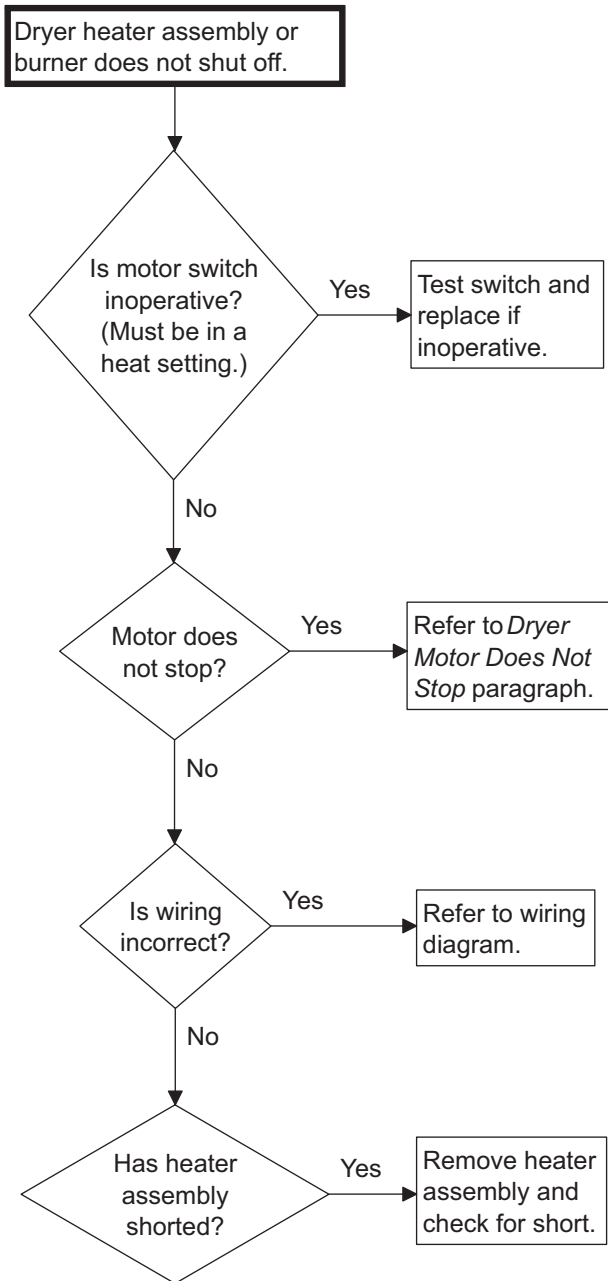 Dryer heater assembly or
burner does not shut off.
Is motor switch
inoperative?
(Must be in a
heat setting.)
Yes
Test switch and
replace if
inoperative.
No
Motor does
not stop?
Yes
Refer to Dryer
Motor Does Not
Stop paragraph.
No
Is wiring
incorrect?
Yes
Refer to wiring
diagram.
No
Has heater
assembly
shorted?
Yes
Remove heater
assembly and
check for short.